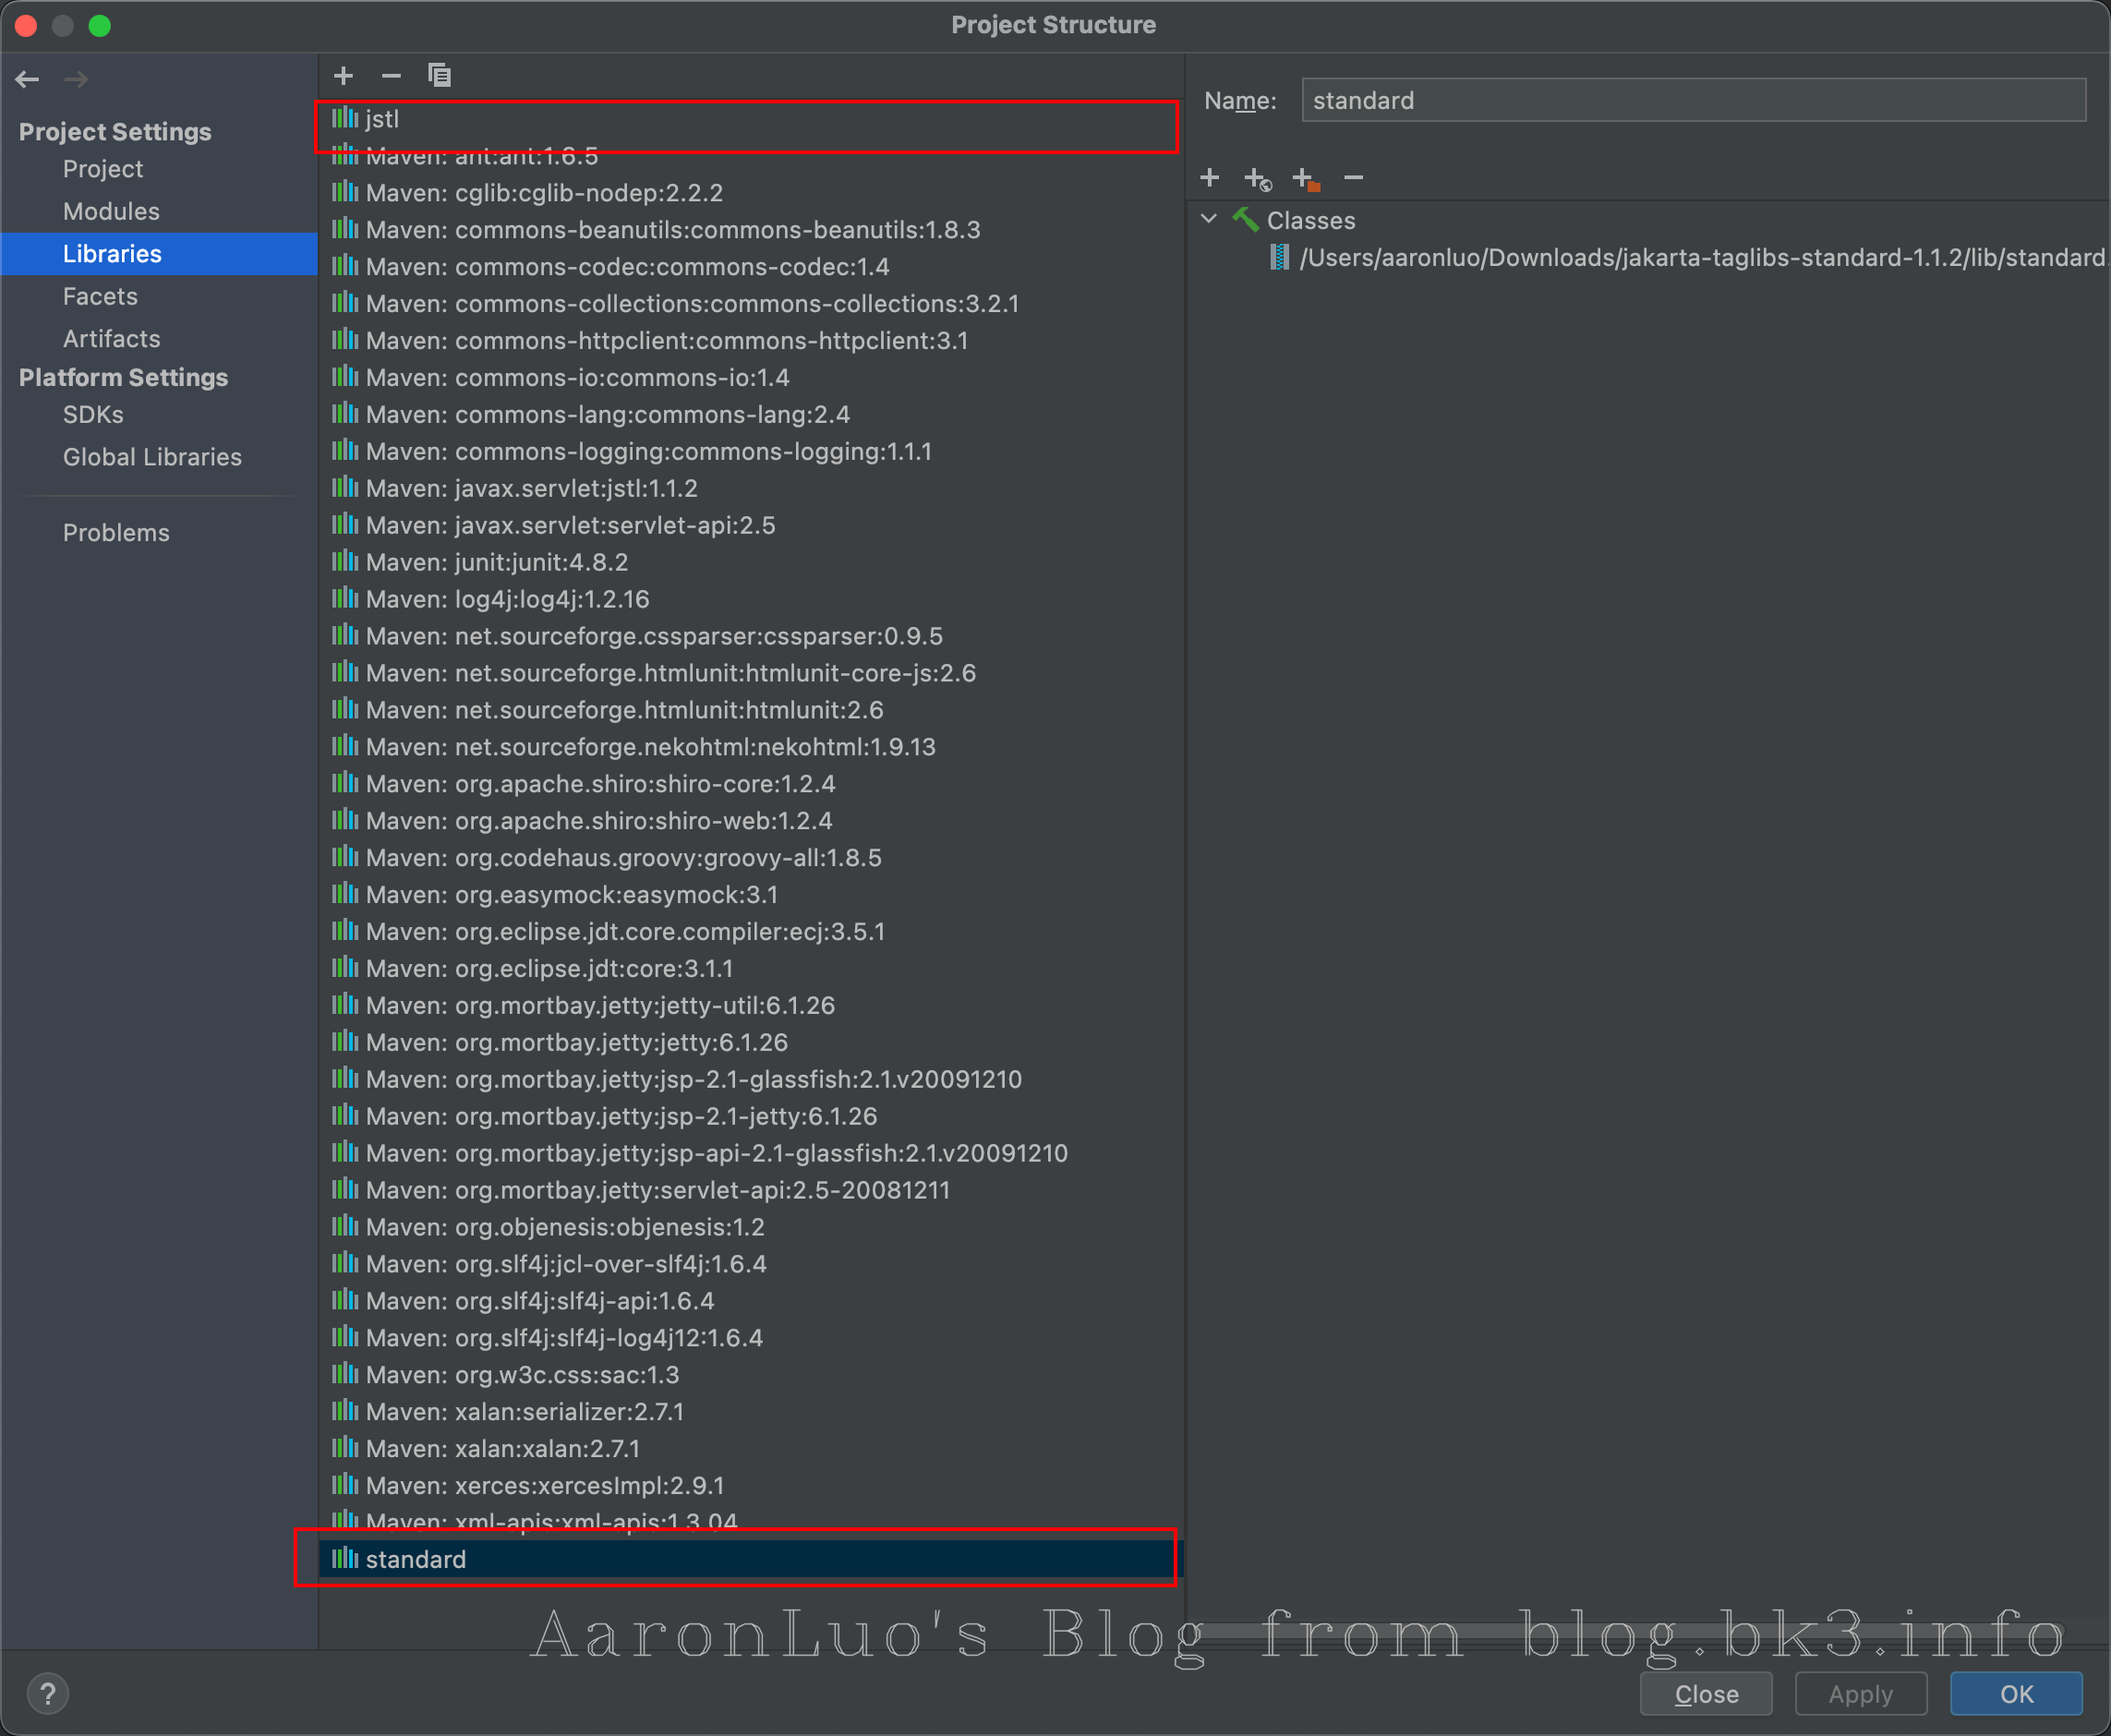 Project Structure
Project Settings
Project
Modules
Libraries
Facets
Artifacts
Platform Settings
SDKs
Global Libraries
Problems
jstl
Maven: ant:ant:1.6.5
Maven: cglib:cglib-nodep:2.2.2
Maven: commons-beanutils:commons-beanutils:1.8.3
Maven: commons-codec:commons-codec:1.4
Maven: commons-collections:commons-collections:3.2.1
Maven: commons-httpclient:commons-httpclient:3.1
Maven: commons-io:commons-io:1.4
Maven: commons-lang:commons-lang:2.4
Maven: commons-logging:commons-logging:1.1.1
Maven: javax.servlet:jstl:1.1.2
Maven: javax.servlet:servlet-api:2.5
Maven: junit:junit:4.8.2
Maven: log4j:log4j:1.2.16
Maven: net.sourceforge.cssparser:cssparser:0.9.5
Maven: net.sourceforge.htmlunit:htmlunit-core-js:2.6
Maven: net.sourceforge.htmlunit:htmlunit:2.6
Maven: net.sourceforge.nekohtml:nekohtml:1.9.13
Maven: org.apache.shiro:shiro-core:1.2.4
Maven: org.apache.shiro:shiro-web:1.2.4
Maven: org.codehaus.groovy:groovy-all:1.8.5
Maven: org.easymock:easymock:3.1
Maven: org.eclipse.jdt.core.compiler:ecj:3.5.1
Maven: org.eclipse.jdt:core:3.1.1
Maven: org.mortbay.jetty:jetty-util:6.1.26
Maven: org.mortbay.jetty:jetty:6.1.26
Maven: org.mortbay.jetty:jsp-2.1-glassfish:2.1.v20091210
Maven: org.mortbay.jetty:jsp-2.1-jetty:6.1.26
Maven: org.mortbay.jetty:jsp-api-2.1-glassfish:2.1.v20091210
Maven: org.mortbay.jetty:servlet-api:2.5-20081211
Maven: org.objenesis:objenesis:1.2
Maven: org.slf4j:jcl-over-slf4j:1.6.4
Maven: org.slf4j:slf4j-api:1.6.4
Maven: org.slf4j:slf4j-log4j12:1.6.4
Maven: org.w3c.css:sac:1.3
Maven: xalan:serializer:2.7.1
Maven: xalan:xalan:2.7.1
Maven: xerces:xercesImpl:2.9.1
Maven: xml-apis:xml-apis:1.3.04
standard
Name: standard
Classes
/Users/aaronluo/Downloads/jakarta-taglibs-standard-1.1.2/lib/standard.
AaronLuo's Blog from blog.bk3.info
? Close Apply OK